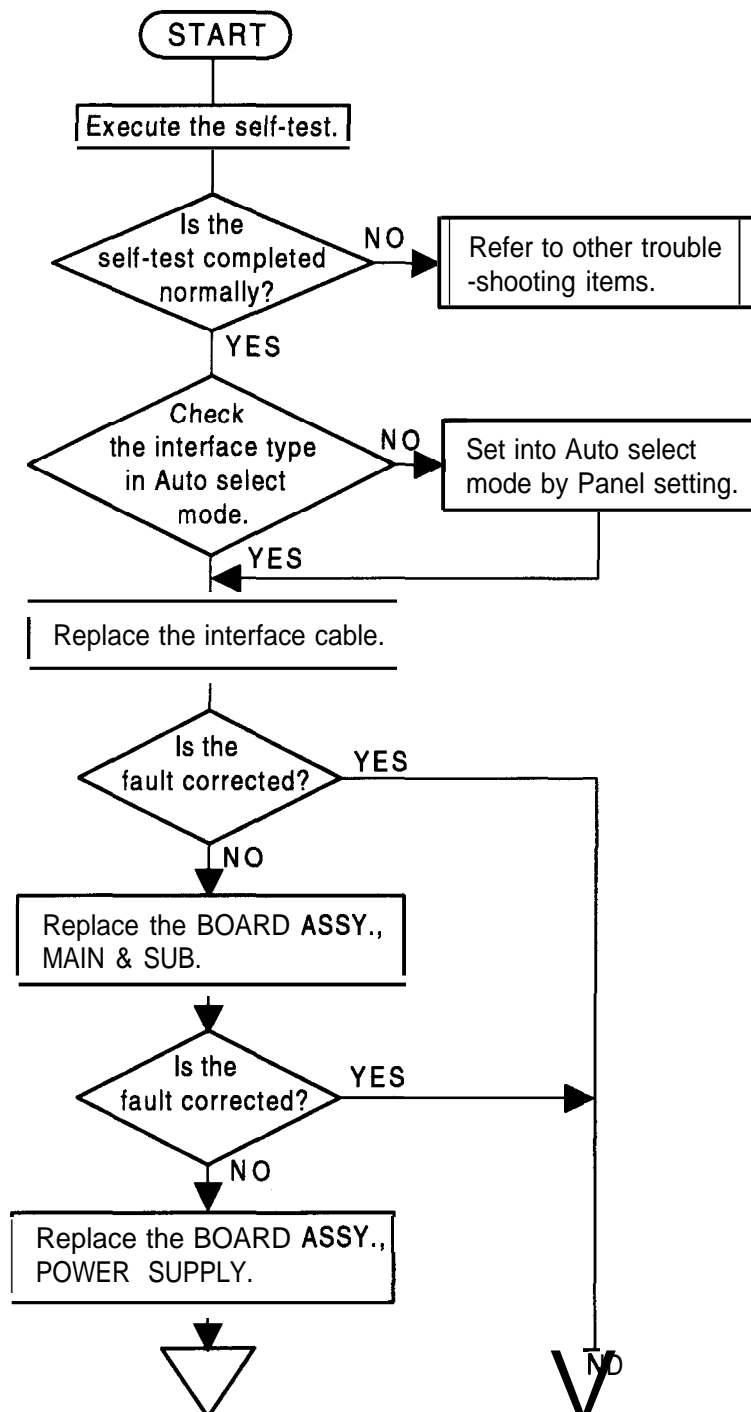 START
Execute the self-test.
Is the
self-test completed
normally?
NO
Refer to other trouble
-shooting items.
YES
Check
the interface type
in Auto select
mode.
NO
Set into Auto select
mode by Panel setting.
YES
Replace the interface cable.
Is the
fault corrected?
YES
NO
Replace the BOARD ASSY.,
MAIN & SUB.
Is the
fault corrected?
YES
NO
Replace the BOARD ASSY.,
POWER SUPPLY.
ND